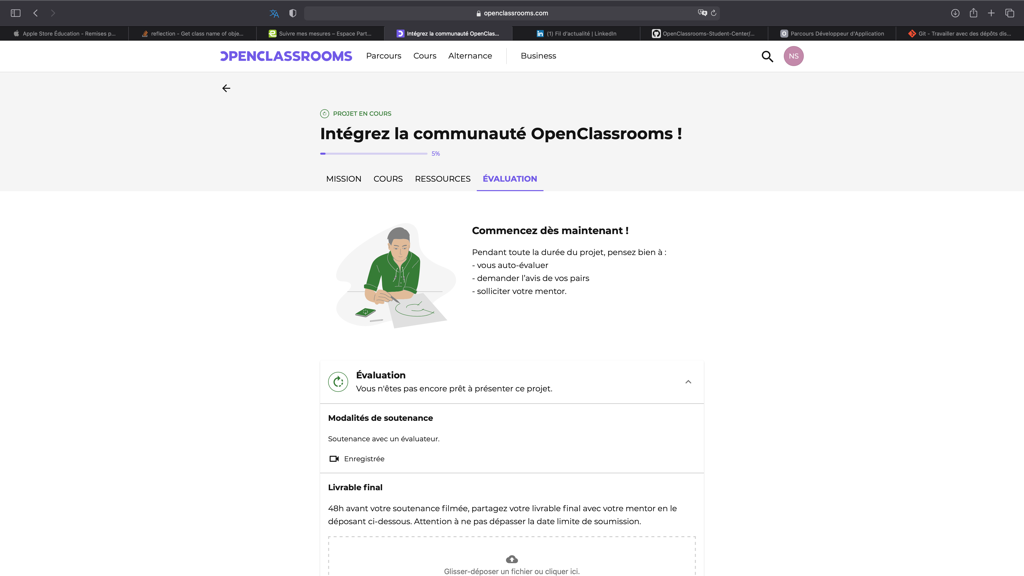 openclassrooms.com
Apple Store Éducation - Remises p...
reflection - Get class name of obje...
Suivre mes mesures – Espace Part...
Intégrez la communauté OpenClas...
(1) Fil d'actualité | LinkedIn
OpenClassrooms-Student-Center/...
Parcours Développeur d'Application
Git - Travailler avec des dépôts dis...
OPENCLASSROOMS
Parcours
Cours
Alternance
Business
NS
PROJET EN COURS
Intégrez la communauté OpenClassrooms !
5%
MISSION
COURS
RESSOURCES
ÉVALUATION
Commencez dès maintenant !
Pendant toute la durée du projet, pensez bien à :
- vous auto-évaluer
- demander l'avis de vos pairs
- solliciter votre mentor.
Évaluation
Vous n'êtes pas encore prêt à présenter ce projet.
Modalités de soutenance
Soutenance avec un évaluateur.
Enregistrée
Livrable final
48h avant votre soutenance filmée, partagez votre livrable final avec votre mentor en le
déposant ci-dessous. Attention à ne pas dépasser la date limite de soumission.
Glisser-déposer un fichier ou cliquer ici.